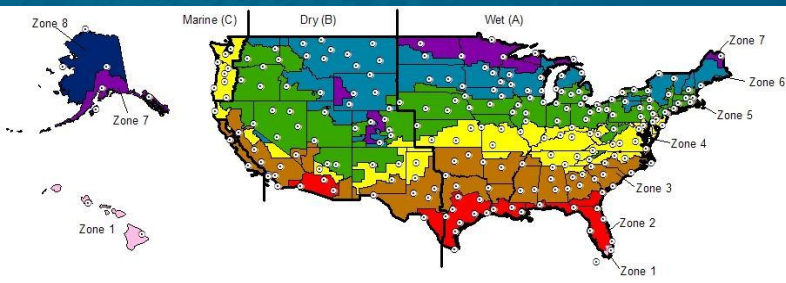 Marine (C)
Dry (B)
Wet (A)
Zone 8
Zone 7
Zone 7
Zone 6
Zone 5
Zone 4
Zone 3
Zone 2
Zone 1
Zone 1